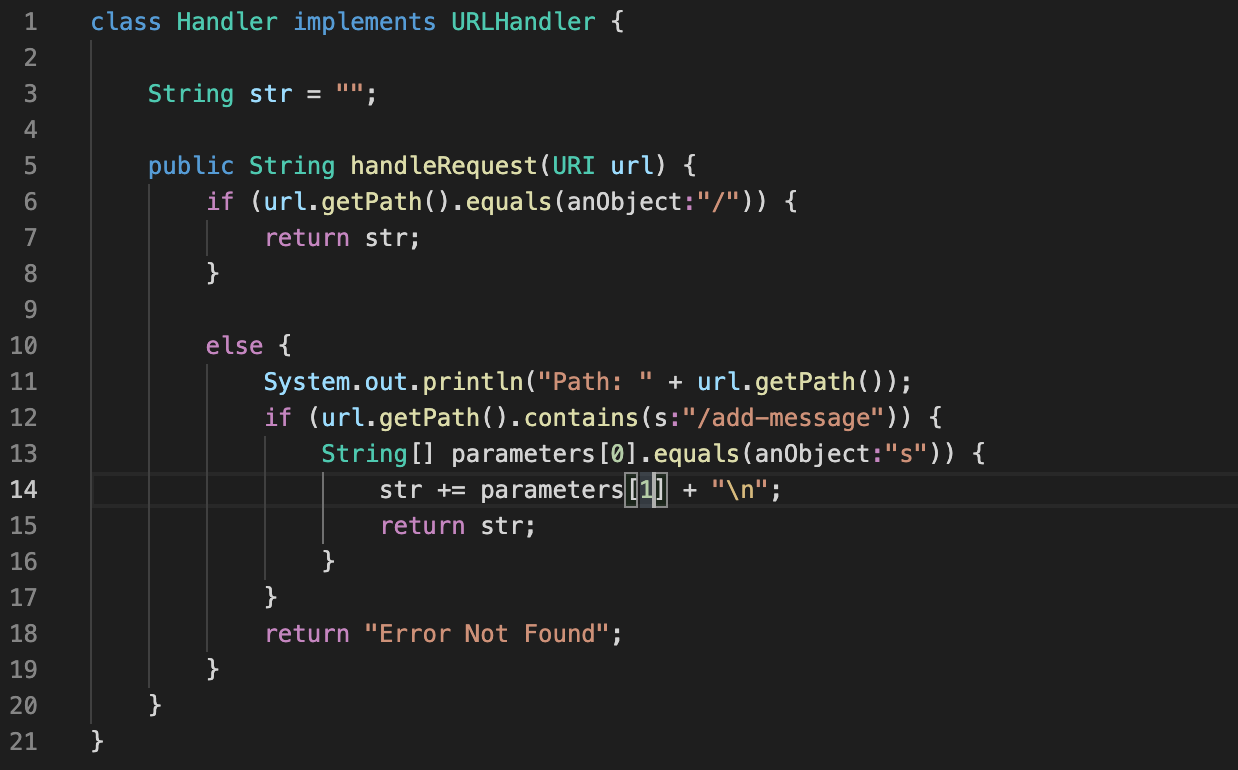 1 class Handler implements URLHandler {
2
3 String str = "";
4
5 public String handleRequest(URI url) {
6 if (url.getPath().equals(anObject:"/")) {
7 return str;
8 }
9
10 else {
11 System.out.println("Path: " + url.getPath());
12 if (url.getPath().contains(s:"/add-message")) {
13 String[] parameters[0].equals(anObject:"s")) {
14 str += parameters[1] + "\n";
15 return str;
16 }
17 }
18 return "Error Not Found";
19 }
20 }
21 }